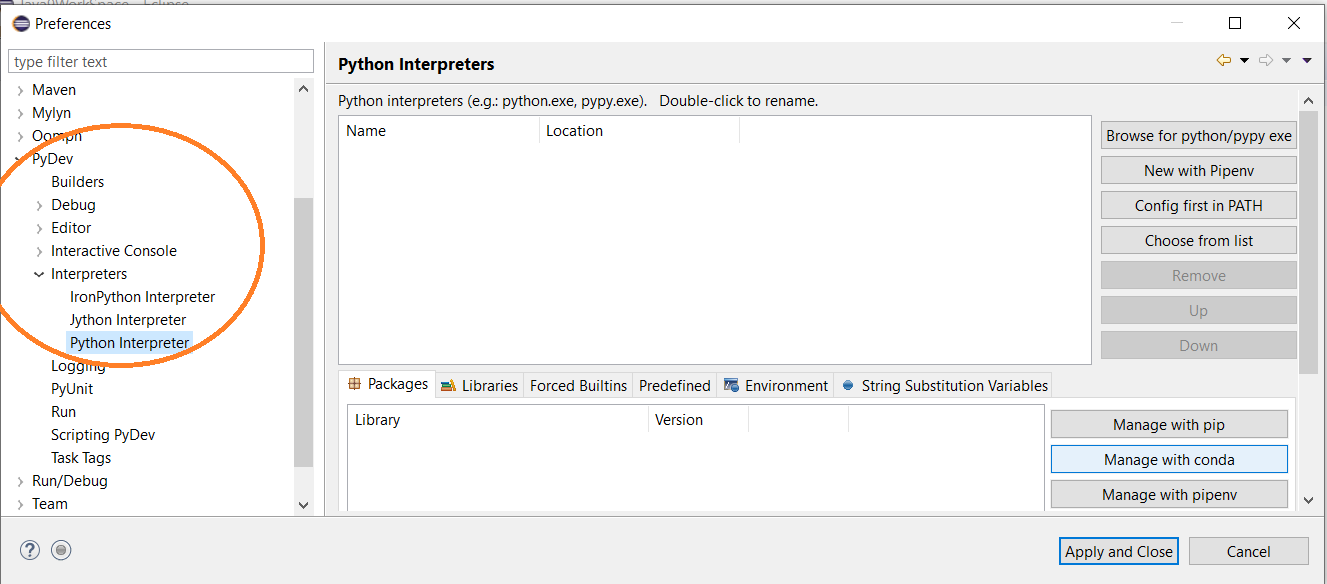 Java0WorkSpace - Eclipse
Preferences
type filter text
Maven
Mylyn
Oomph
PyDev
Builders
Debug
Editor
Interactive Console
Interpreters
IronPython Interpreter
Jython Interpreter
Python Interpreter
Logging
PyUnit
Run
Scripting PyDev
Task Tags
Run/Debug
Team
Python Interpreters
Python interpreters (e.g.: python.exe, pypy.exe). Double-click to rename.
Name Location
Browse for python/pypy exe
New with Pipenv
Config first in PATH
Choose from list
Remove
Up
Down
Packages Libraries Forced Builtins Predefined Environment String Substitution Variables
Library Version
Manage with pip
Manage with conda
Manage with pipenv
? Apply and Close Cancel